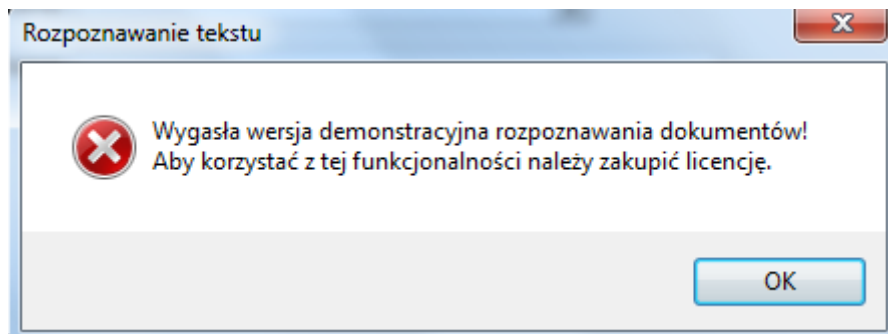 Rozpoznawanie tekstu
Wygasła wersja demonstracyjna rozpoznawania dokumentów!
Aby korzystać z tej funkcjonalności należy zakupić licencję.
OK